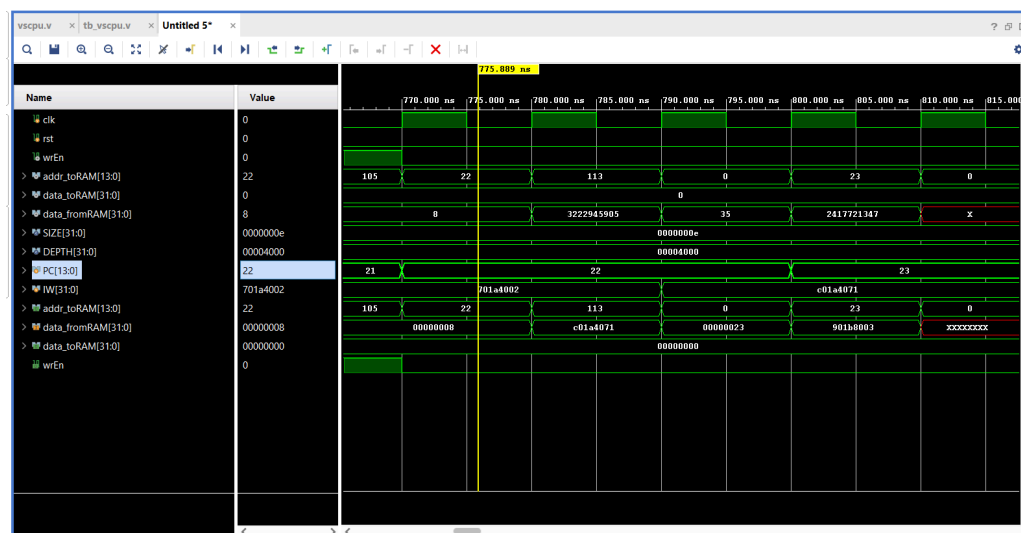 vscpu.v × tb_vscpu.v × Untitled 5* ×
775.889 ns
Name Value
770.000 ns 775.000 ns 780.000 ns 785.000 ns 790.000 ns 795.000 ns 800.000 ns 805.000 ns 810.000 ns 815.000
clk 0
rst 0
wrEn 0
addr_toRAM[13:0] 22 105 22 113 0 23 0
data_toRAM[31:0] 0 0
data_fromRAM[31:0] 8 8 3222945905 35 2417721347 X
SIZE[31:0] 0000000e 0000000e
DEPTH[31:0] 00004000 00004000
PC[13:0] 22 21 22 23
IW[31:0] 701a4002 701a4002 c01a4071
addr_toRAM[13:0] 22 105 22 113 0 23 0
data_fromRAM[31:0] 00000008 00000008 c01a4071 00000023 901b8003 xxxxxxxx
data_toRAM[31:0] 00000000 00000000
wrEn 0